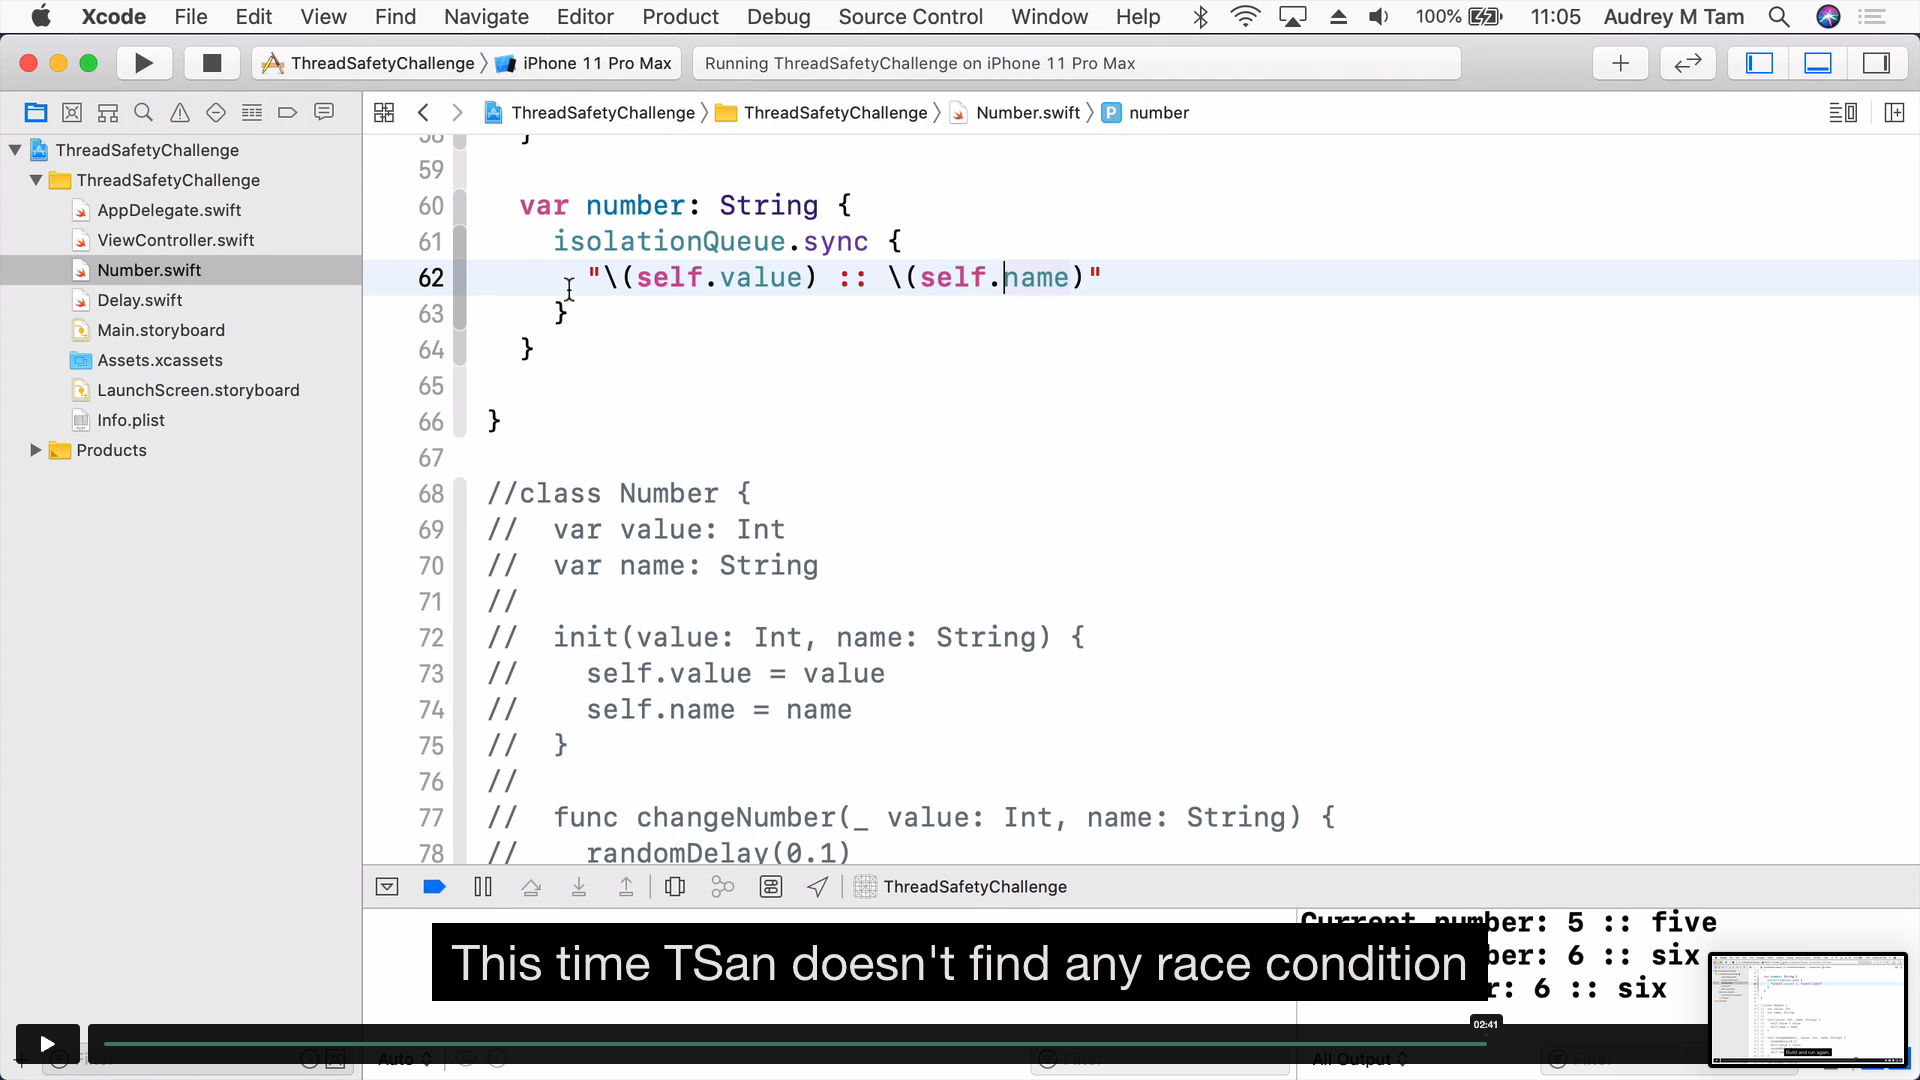 Xcode File Edit View Find Navigate Editor Product Debug Source Control Window Help 100% 11:05 Audrey M Tam
ThreadSafetyChallenge iPhone 11 Pro Max Running ThreadSafetyChallenge on iPhone 11 Pro Max
ThreadSafetyChallenge ThreadSafetyChallenge Number.swift P number
ThreadSafetyChallenge
ThreadSafetyChallenge
AppDelegate.swift
ViewController.swift
Number.swift
Delay.swift
Main.storyboard
Assets.xcassets
LaunchScreen.storyboard
Info.plist
Products
58 }
59
60 var number: String {
61 isolationQueue.sync {
62 "\(self.value) :: \(self.name)"
63 }
64 }
65
66 }
67
68 //class Number {
69 // var value: Int
70 // var name: String
71 //
72 // init(value: Int, name: String) {
73 // self.value = value
74 // self.name = name
75 // }
76 //
77 // func changeNumber(_ value: Int, name: String) {
78 // randomDelay(0.1)
ThreadSafetyChallenge
Current number: 5 :: five
ber: 6 :: six
r: 6 :: six
This time TSan doesn't find any race condition
02:41
Filter Auto Filter All Output Filter
Build and run again.